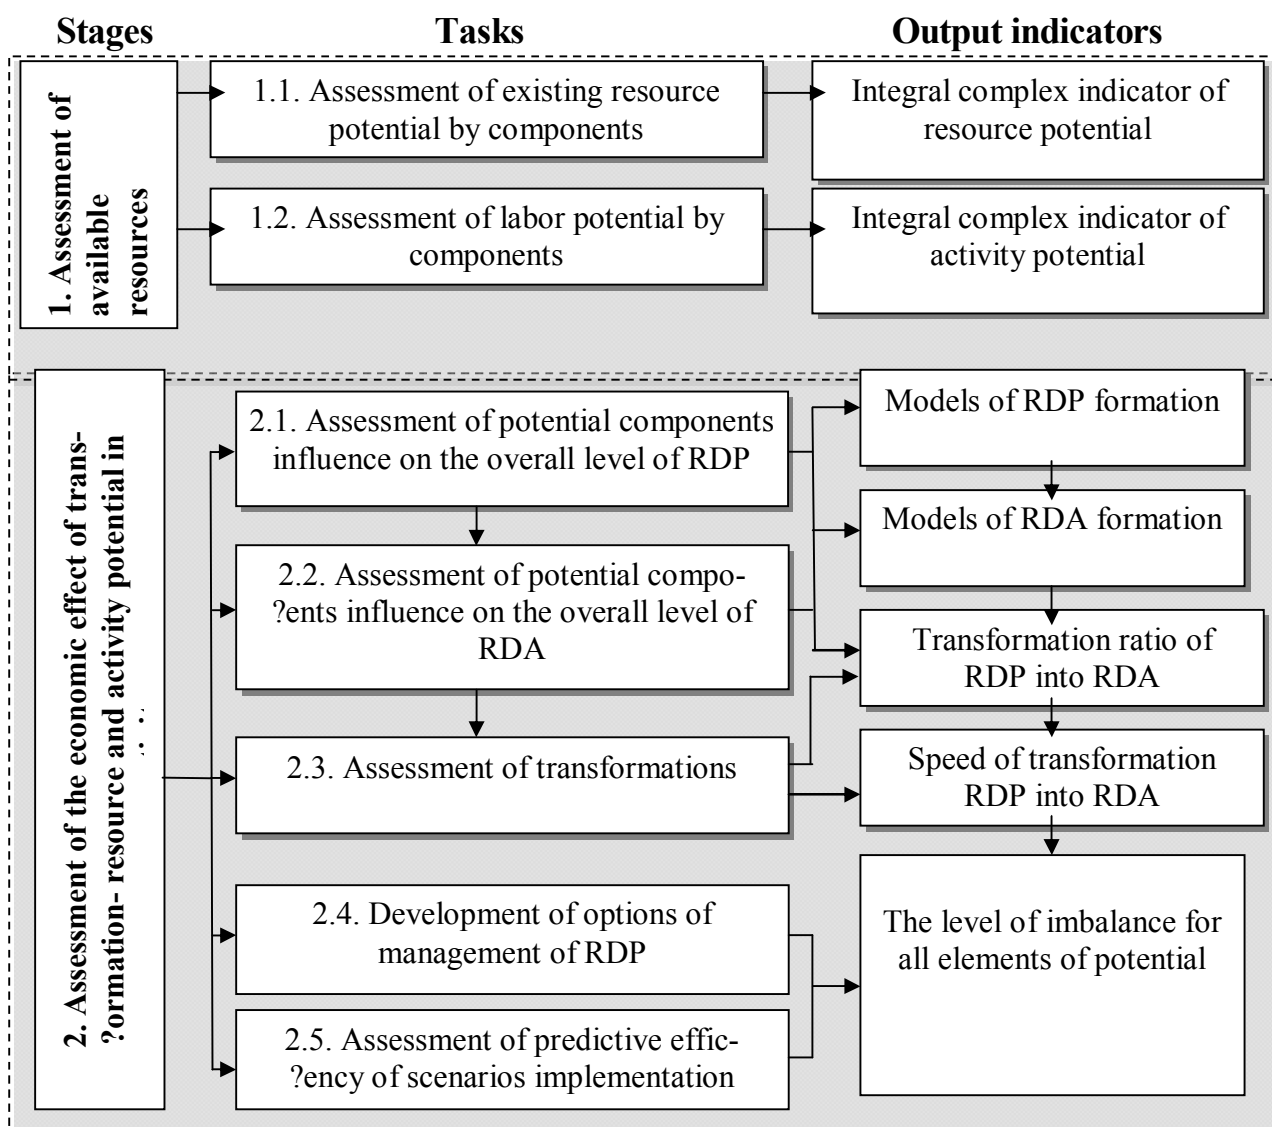 Stages
Tasks
Output indicators
1. Assessment of
available
resources
1.1. Assessment of existing resource
potential by components
Integral complex indicator of
resource potential
1.2. Assessment of labor potential by
components
Integral complex indicator of
activity potential
2. Assessment of the economic effect of trans-
?ormation- resource and activity potential in
2.1. Assessment of potential components
influence on the overall level of RDP
2.2. Assessment of potential compo-
?ents influence on the overall level of
RDA
2.3. Assessment of transformations
2.4. Development of options of
management of RDP
2.5. Assessment of predictive effic-
?ency of scenarios implementation
Models of RDP formation
Models of RDA formation
Transformation ratio of
RDP into RDA
Speed of transformation
RDP into RDA
The level of imbalance for
all elements of potential